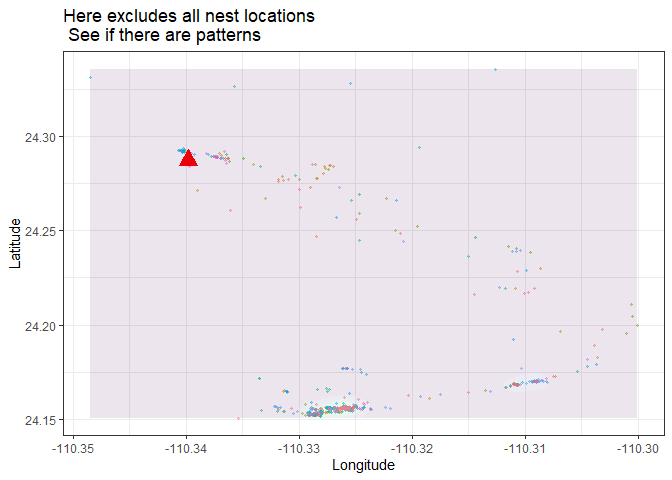 Here excludes all nest locations
See if there are patterns
24.30
24.25
24.20
24.15
Latitude
-110.35
-110.34
-110.33
-110.32
-110.31
-110.30
Longitude